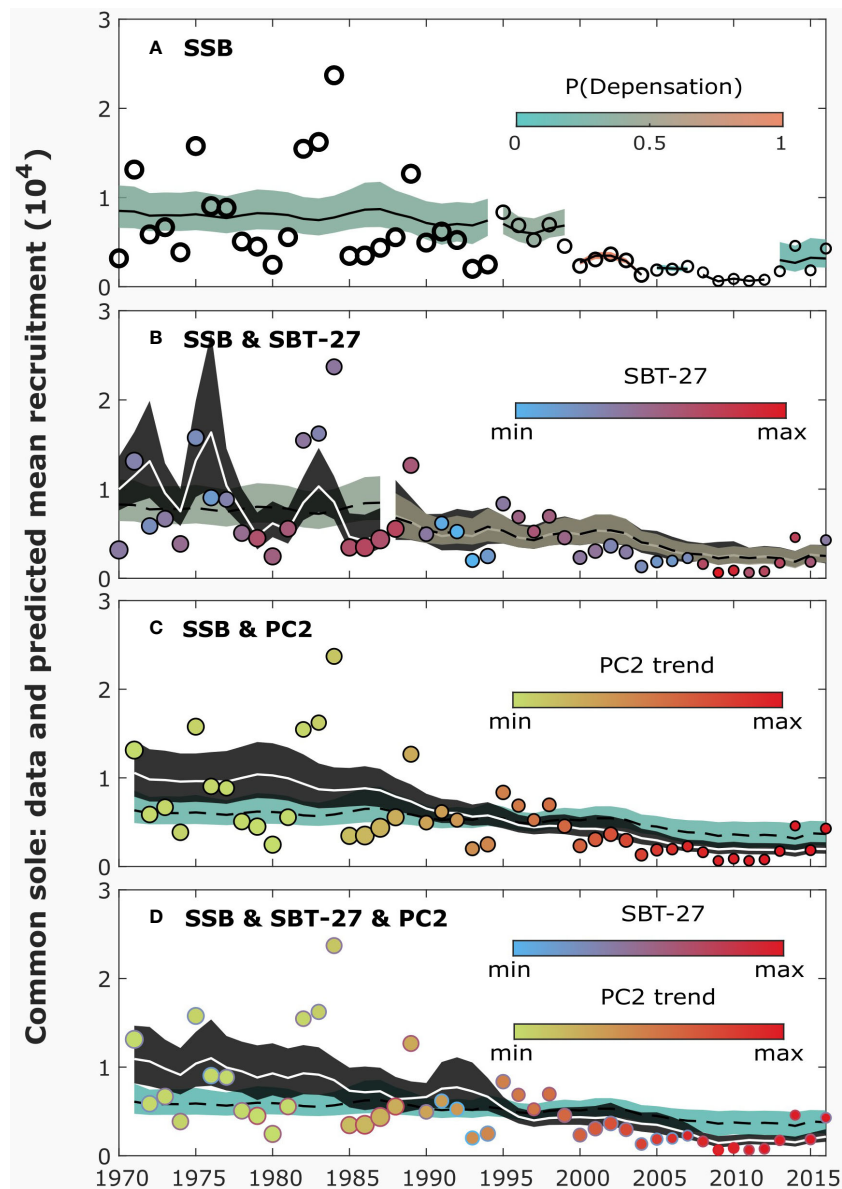 Common sole: data and predicted mean recruitment (10^4)
3
A SSB
P(Depensation)
0 0.5 1
2
1
0
3
B SSB & SBT-27
SBT-27
min max
2
1
0
3
C SSB & PC2
PC2 trend
min max
2
1
0
3
D SSB & SBT-27 & PC2
SBT-27
min max
PC2 trend
min max
2
1
0
1970 1975 1980 1985 1990 1995 2000 2005 2010 2015